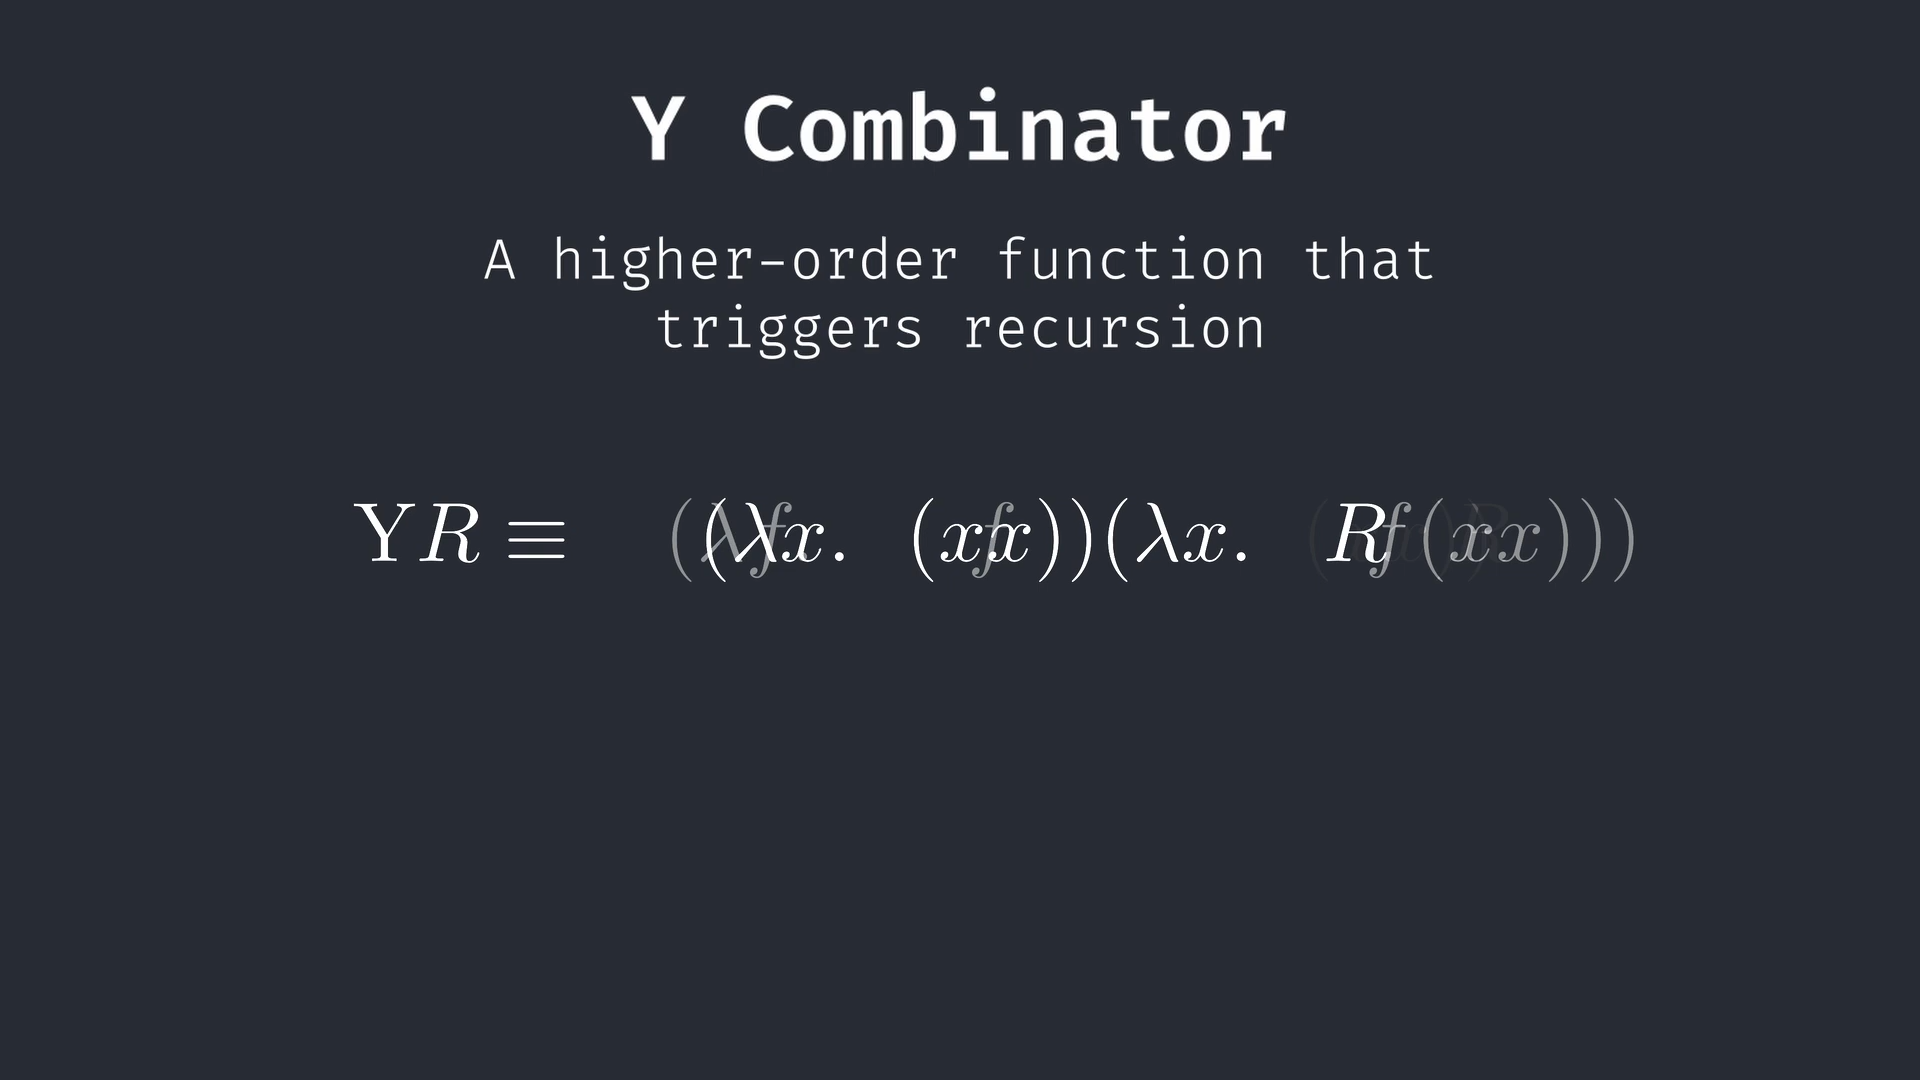 Y Combinator
A higher-order function that
triggers recursion
YR ≡ (λx. (xx))(λx. R (xx)))